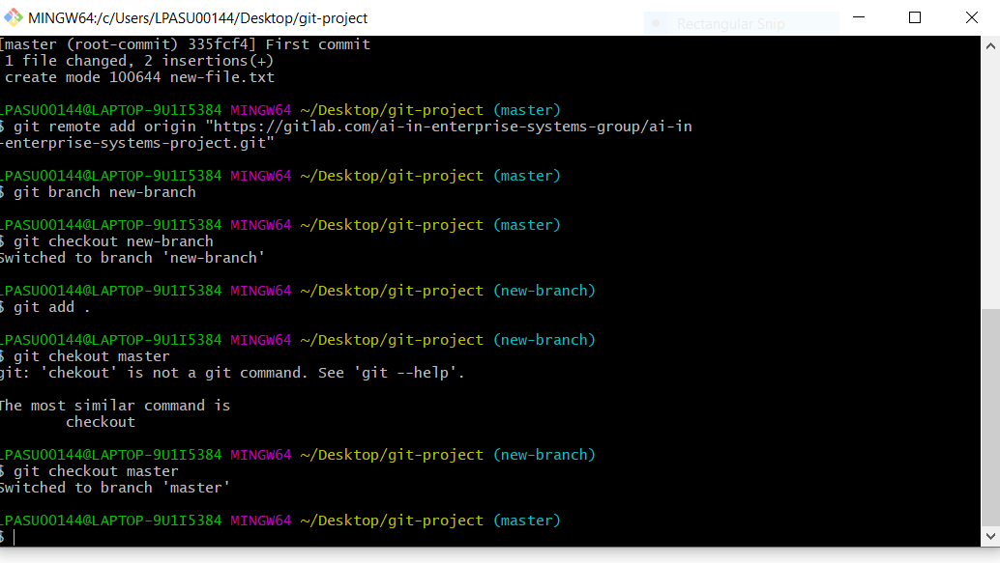 MINGW64:/c/Users/LPASU00144/Desktop/git-project
Rectangular Snip
[master (root-commit) 335fcf4] First commit
1 file changed, 2 insertions(+)
create mode 100644 new-file.txt
LPASU00144@LAPTOP-9U1I5384 MINGW64 ~/Desktop/git-project (master)
$ git remote add origin "https://gitlab.com/ai-in-enterprise-systems-group/ai-in
-enterprise-systems-project.git"
LPASU00144@LAPTOP-9U1I5384 MINGW64 ~/Desktop/git-project (master)
$ git branch new-branch
LPASU00144@LAPTOP-9U1I5384 MINGW64 ~/Desktop/git-project (master)
$ git checkout new-branch
Switched to branch 'new-branch'
LPASU00144@LAPTOP-9U1I5384 MINGW64 ~/Desktop/git-project (new-branch)
$ git add .
LPASU00144@LAPTOP-9U1I5384 MINGW64 ~/Desktop/git-project (new-branch)
$ git chekout master
git: 'chekout' is not a git command. See 'git --help'.
The most similar command is
checkout
LPASU00144@LAPTOP-9U1I5384 MINGW64 ~/Desktop/git-project (new-branch)
$ git checkout master
Switched to branch 'master'
LPASU00144@LAPTOP-9U1I5384 MINGW64 ~/Desktop/git-project (master)
$